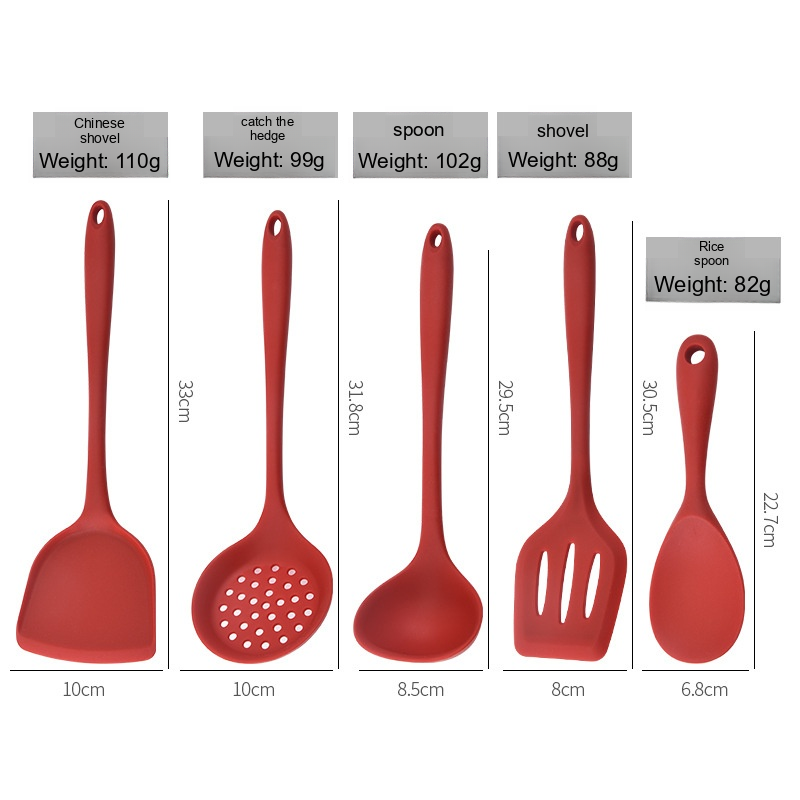 Chinese
shovel
Weight: 110g
catch the
hedge
Weight: 99g
spoon
Weight: 102g
shovel
Weight: 88g
Rice
spoon
Weight: 82g
33cm
31.8cm
29.5cm
30.5cm
22.7cm
10cm
10cm
8.5cm
8cm
6.8cm